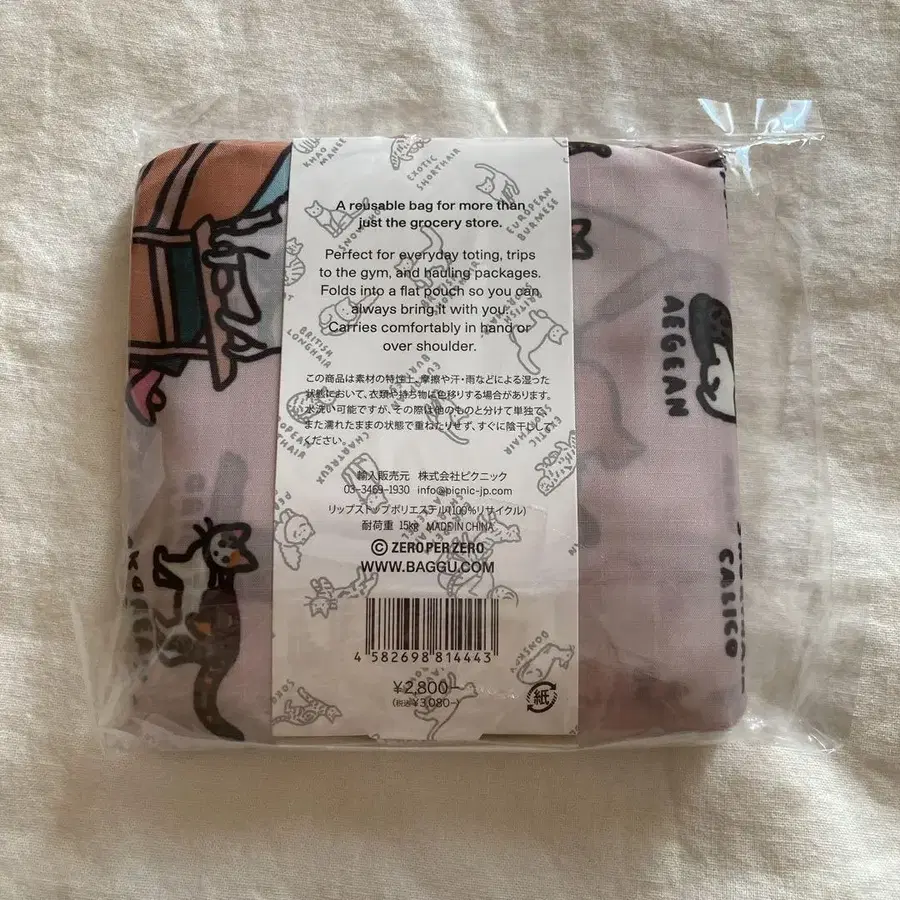 KHAO
MANEE
EXOTIC
SHORTHAIR
EUROPEAN
BURMESE
A reusable bag for more than
just the grocery store.
Perfect for everyday toting, trips
to the gym, and hauling packages.
Folds into a flat pouch so you can
always bring it with you.
Carries comfortably in hand or
over shoulder.
BRITISH
LONGHAIR
この商品は素材の特性上、摩擦や汗・雨などによる湿った
状態において、衣類や持ち物に色移りする場合があります。
水洗い可能ですが、その際は他のものと分けて単独で、
また濡れたままの状態で重ねたりせず、すぐに陰干ししてください。
CHARTREUX
EXOTIC
SHORTHAIR
輸入販売元 株式会社ピクニック
03-3469-1930 info@picnic-jp.com
リップストップポリエステル(100%リサイクル)
耐荷重 15kg MADE IN CHINA
© ZEROPERZERO
WWW.BAGGU.COM
4 582698 814443
¥2,800-
(税込¥3,080-)
紙
DONSKOY
SOKO
AEGEAN
CALICO